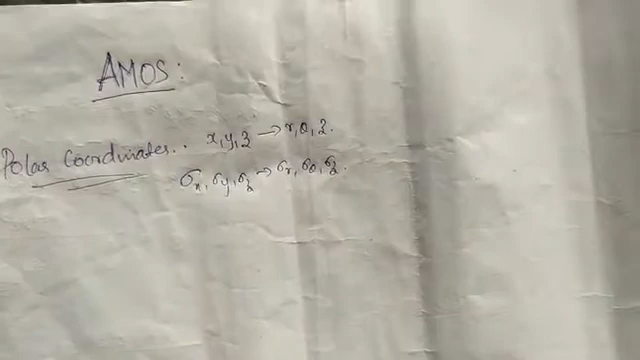 AMOS:
Polar Coordinates.. x,y,z → r,θ,z.
σx,σy,σz → σr,σθ,σz.